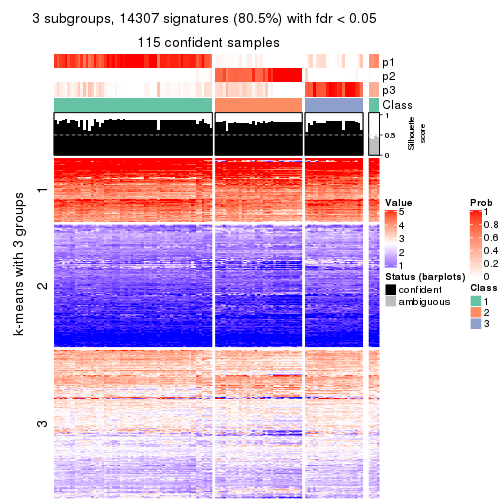 3 subgroups, 14307 signatures (80.5%) with fdr < 0.05
115 confident samples
p1
p2
p3
Class
1
0.5
0
Silhouette
score
k-means with 3 groups
1
2
3
Value
5
4
3
2
1
Status (barplots)
confident
ambiguous
Prob
1
0.8
0.6
0.4
0.2
0
Class
1
2
3